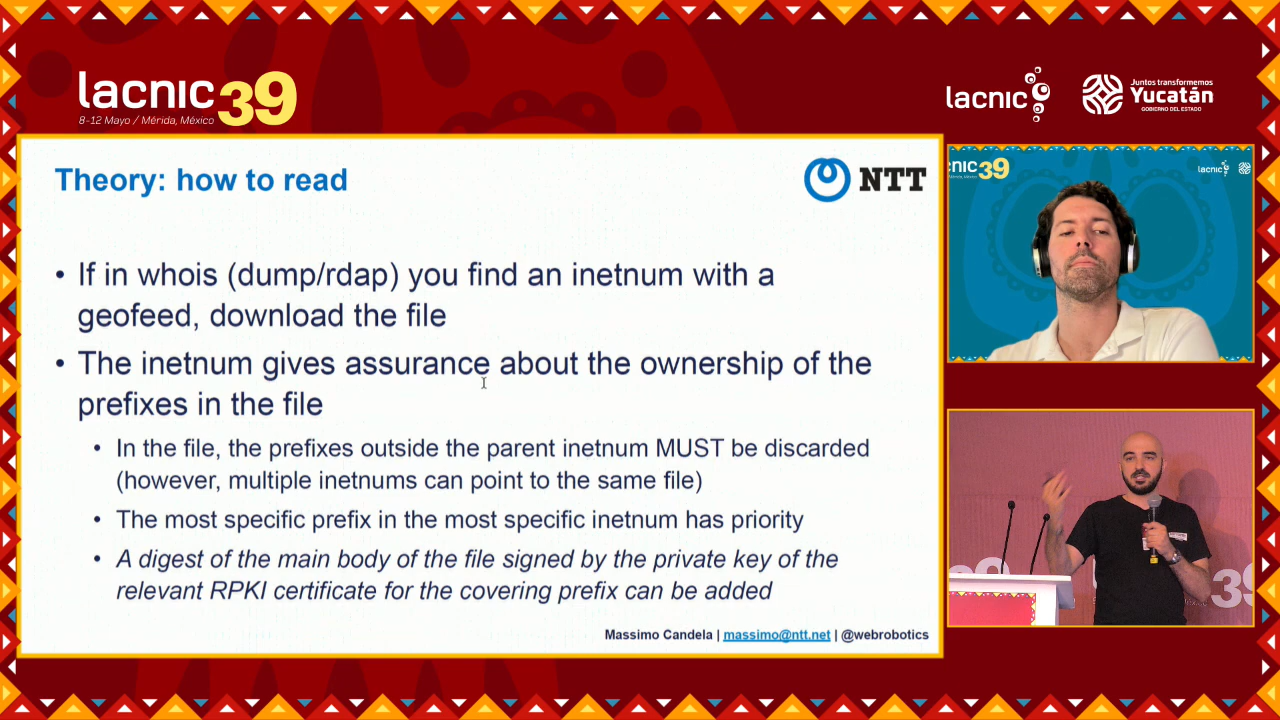 lacnic 39
8-12 Mayo / Mérida, México
lacnic
Juntos transformemos
Yucatán
GOBIERNO DEL ESTADO
Theory: how to read
NTT
• If in whois (dump/rdap) you find an inetnum with a
geofeed, download the file
• The inetnum gives assurance about the ownership of the
prefixes in the file
• In the file, the prefixes outside the parent inetnum MUST be discarded
(however, multiple inetnums can point to the same file)
• The most specific prefix in the most specific inetnum has priority
• A digest of the main body of the file signed by the private key of the
relevant RPKI certificate for the covering prefix can be added
Massimo Candela | massimo@ntt.net | @webrobotics
cnic 39
lacnic
39